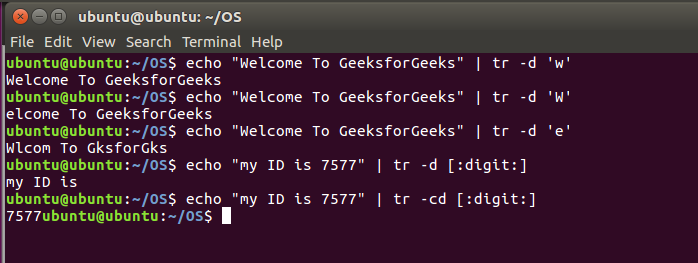 ubuntu@ubuntu: ~/OS
File Edit View Search Terminal Help
ubuntu@ubuntu:~/OS$ echo "Welcome To GeeksforGeeks" | tr -d 'w'
Welcome To GeeksforGeeks
ubuntu@ubuntu:~/OS$ echo "Welcome To GeeksforGeeks" | tr -d 'W'
elcome To GeeksforGeeks
ubuntu@ubuntu:~/OS$ echo "Welcome To GeeksforGeeks" | tr -d 'e'
Wlcom To GksforGks
ubuntu@ubuntu:~/OS$ echo "my ID is 7577" | tr -d [:digit:]
my ID is
ubuntu@ubuntu:~/OS$ echo "my ID is 7577" | tr -cd [:digit:]
7577ubuntu@ubuntu:~/OS$